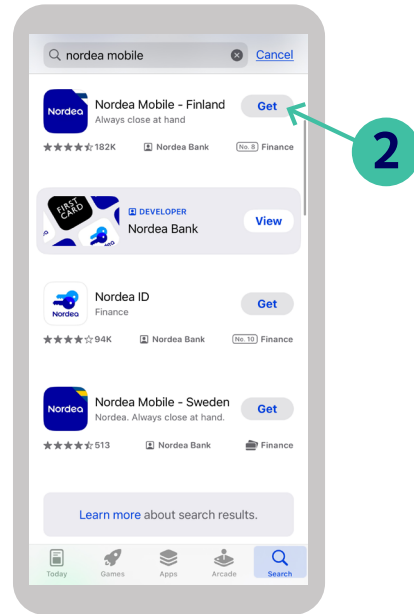 nordea mobile
Cancel
Nordea
Nordea Mobile - Finland
Always close at hand
Get
182K
Nordea Bank
No. 8 Finance
2
FIRST CARD
DEVELOPER
Nordea Bank
View
Nordea
Nordea ID
Finance
Get
94K
Nordea Bank
No. 10 Finance
Nordea
Nordea Mobile - Sweden
Nordea. Always close at hand.
Get
513
Nordea Bank
Finance
Learn more about search results.
Today
Games
Apps
Arcade
Search